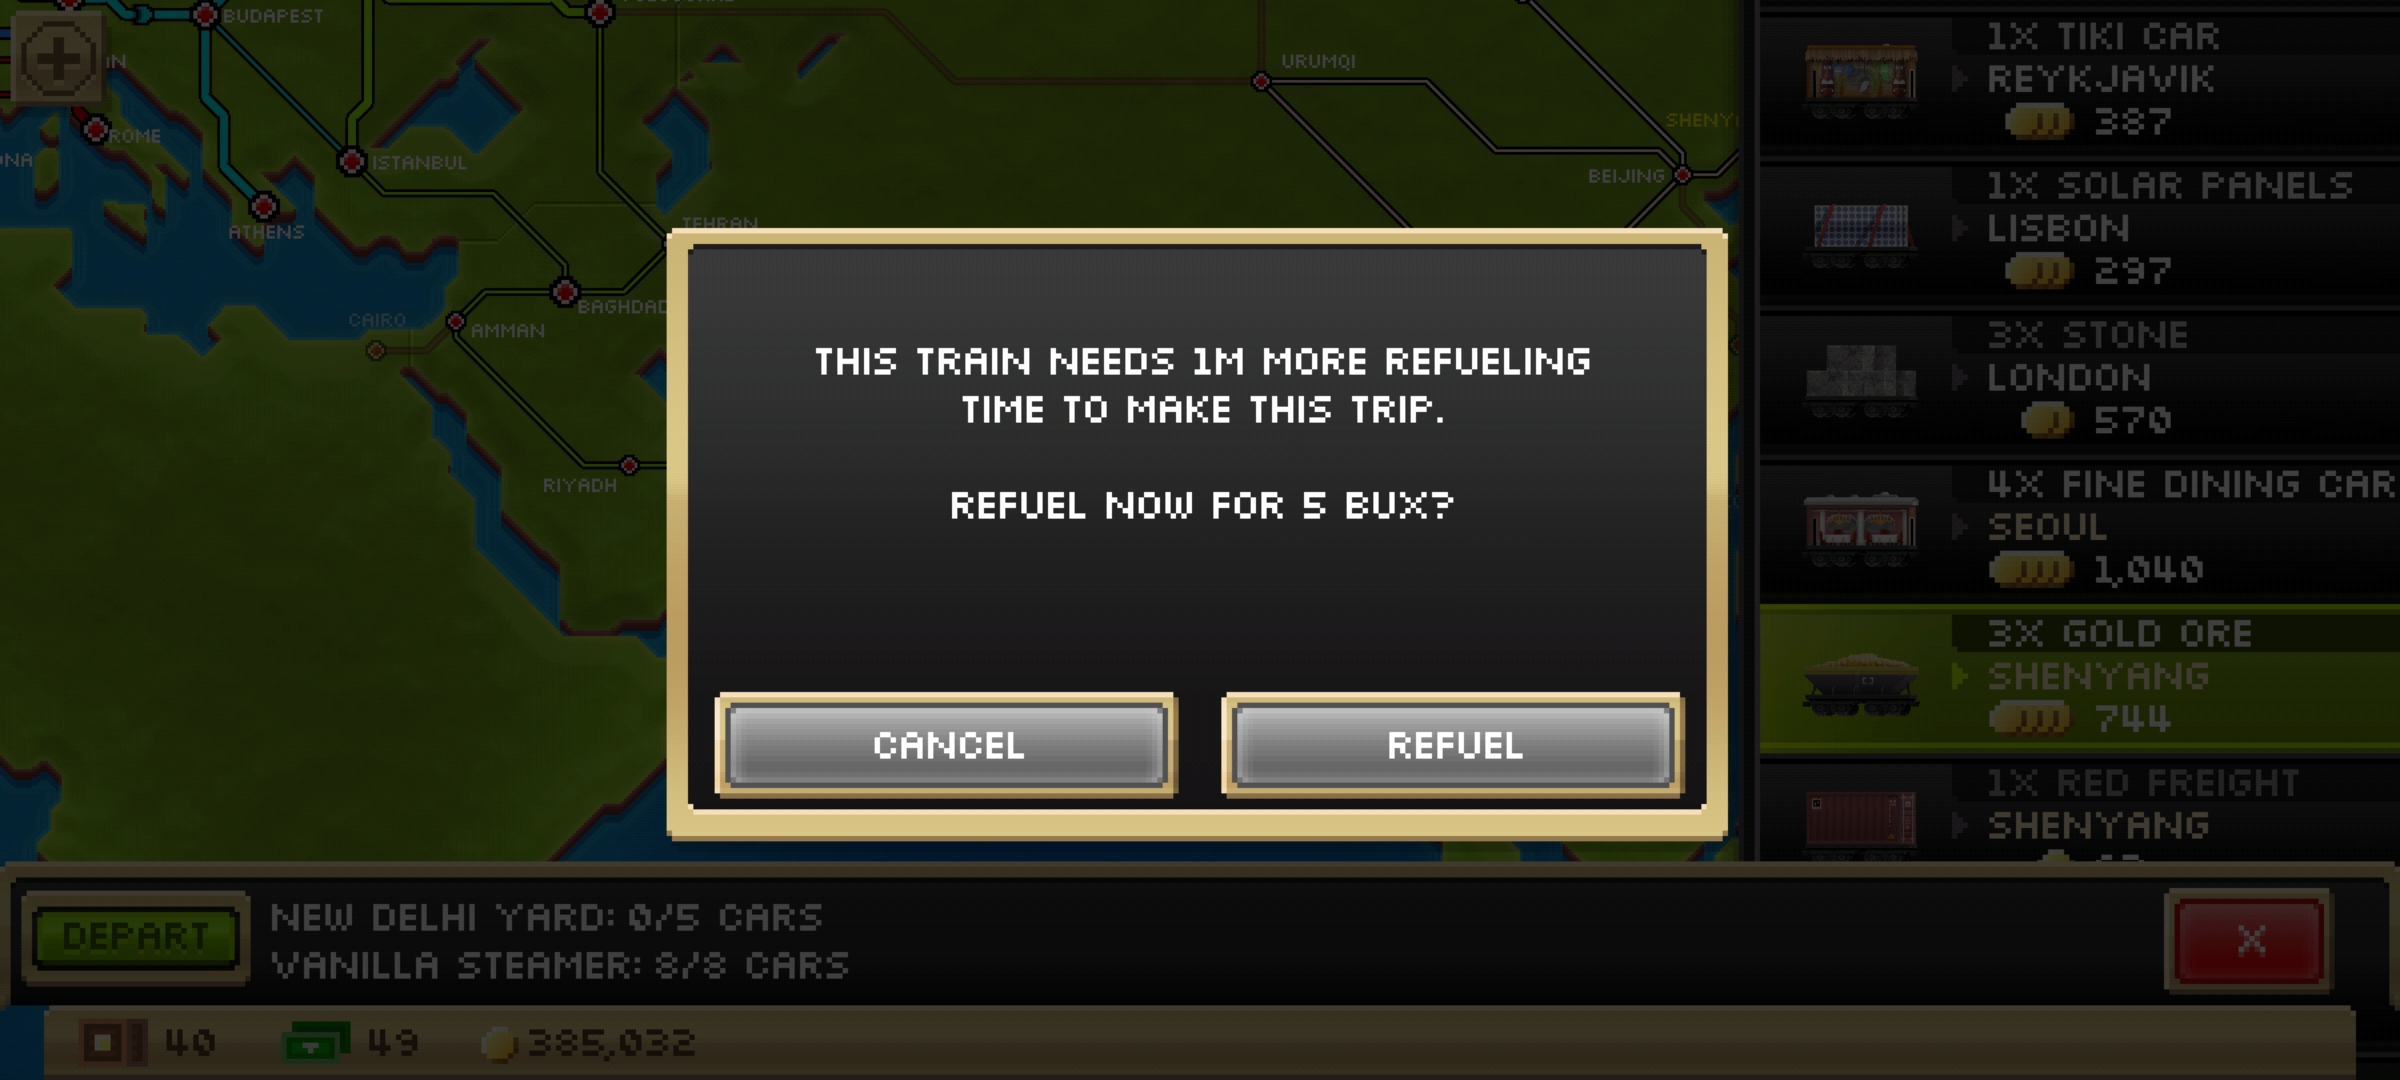 BUDAPEST
URUMQI
ROME
ISTANBUL
ATHENS
TEHRAN
BEIJING
CAIRO
AMMAN
BAGHDAD
RIYADH
1X TIKI CAR
REYKJAVIK
387
1X SOLAR PANELS
LISBON
297
3X STONE
LONDON
570
4X FINE DINING CAR
SEOUL
1,040
3X GOLD ORE
SHENYANG
744
1X RED FREIGHT
SHENYANG
THIS TRAIN NEEDS 1M MORE REFUELING
TIME TO MAKE THIS TRIP.
REFUEL NOW FOR 5 BUX?
CANCEL
REFUEL
DEPART
NEW DELHI YARD: 0/5 CARS
VANILLA STEAMER: 8/8 CARS
X
40
49
385,032